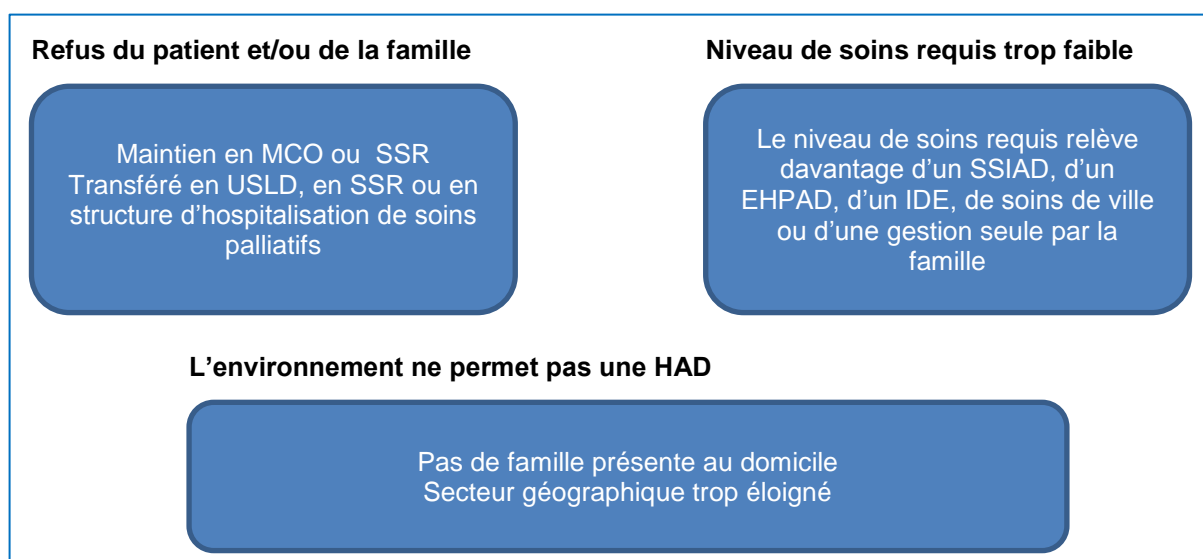 Refus du patient et/ou de la famille
Maintien en MCO ou  SSR
Transféré en USLD, en SSR ou en
structure d’hospitalisation de soins
palliatifs
Niveau de soins requis trop faible
Le niveau de soins requis relève
davantage d’un SSIAD, d’un
EHPAD, d’un IDE, de soins de ville
ou d’une gestion seule par la
famille
L’environnement ne permet pas une HAD
Pas de famille présente au domicile
Secteur géographique trop éloigné